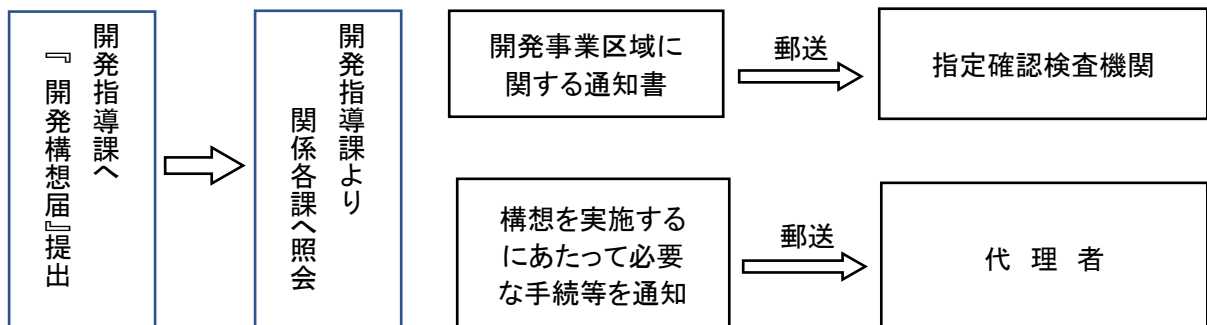 開発指導課へ
『開発構想届』提出
開発指導課より
関係各課へ照会
開発事業区域に
関する通知書
郵送
指定確認検査機関
構想を実施する
にあたって必要
な手続等を通知
郵送
代 理 者